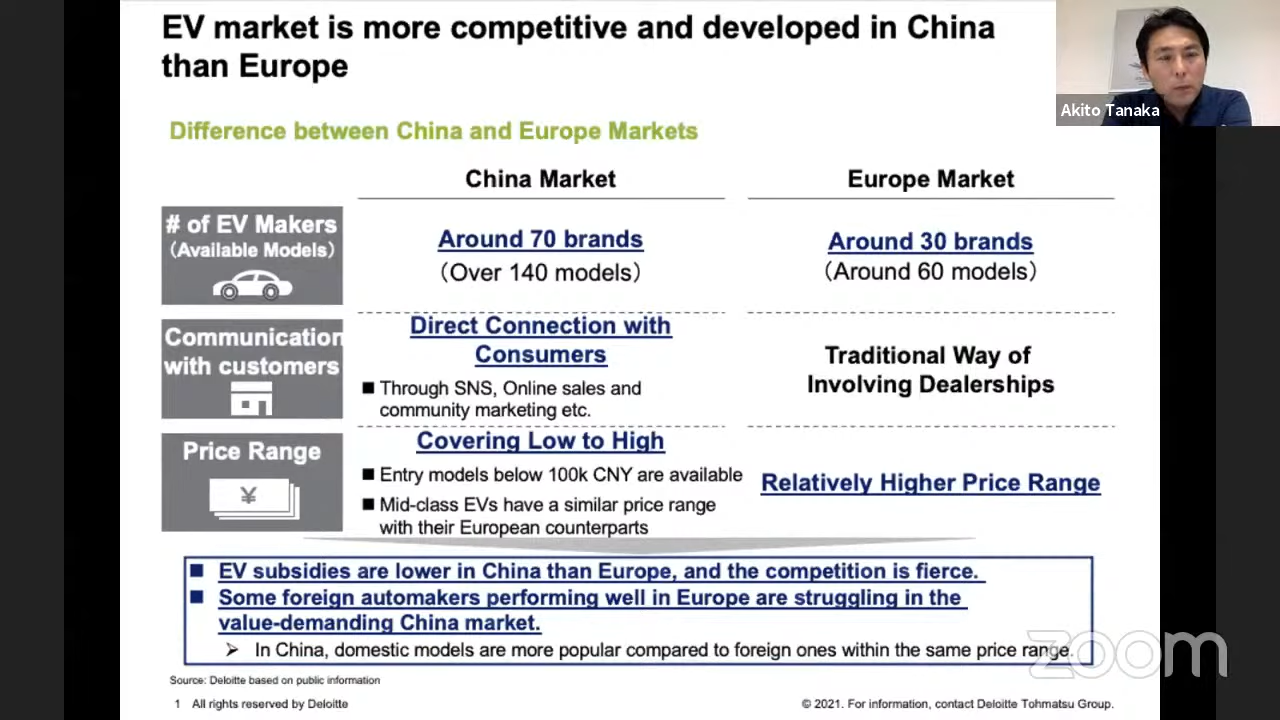 EV market is more competitive and developed in China
than Europe
Akito Tanaka
Difference between China and Europe Markets
China Market
Europe Market
# of EV Makers
(Available Models)
Around 70 brands
(Over 140 models)
Around 30 brands
(Around 60 models)
Communication
with customers
Direct Connection with
Consumers
■ Through SNS, Online sales and
community marketing etc.
Traditional Way of
Involving Dealerships
Price Range
¥
Covering Low to High
■ Entry models below 100k CNY are available
■ Mid-class EVs have a similar price range
with their European counterparts
Relatively Higher Price Range
■ EV subsidies are lower in China than Europe, and the competition is fierce.
■ Some foreign automakers performing well in Europe are struggling in the
value-demanding China market.
➢ In China, domestic models are more popular compared to foreign ones within the same price range.
zoom
Source: Deloitte based on public information
1 All rights reserved by Deloitte
© 2021. For information, contact Deloitte Tohmatsu Group.